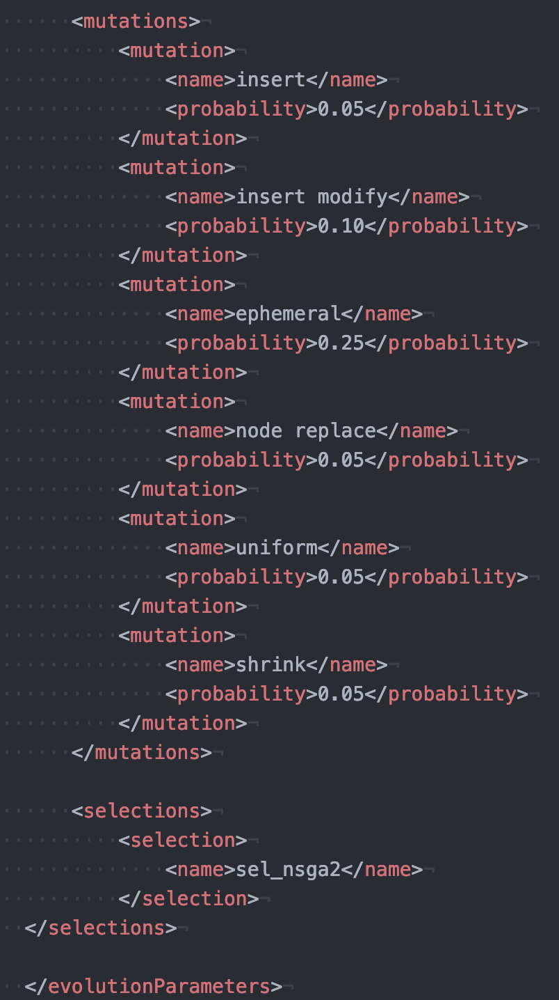 <mutations>
<mutation>
<name>insert</name>
<probability>0.05</probability>
</mutation>
<mutation>
<name>insert modify</name>
<probability>0.10</probability>
</mutation>
<mutation>
<name>ephemeral</name>
<probability>0.25</probability>
</mutation>
<mutation>
<name>node replace</name>
<probability>0.05</probability>
</mutation>
<mutation>
<name>uniform</name>
<probability>0.05</probability>
</mutation>
<mutation>
<name>shrink</name>
<probability>0.05</probability>
</mutation>
</mutations>
<selections>
<selection>
<name>sel_nsga2</name>
</selection>
</selections>
</evolutionParameters>